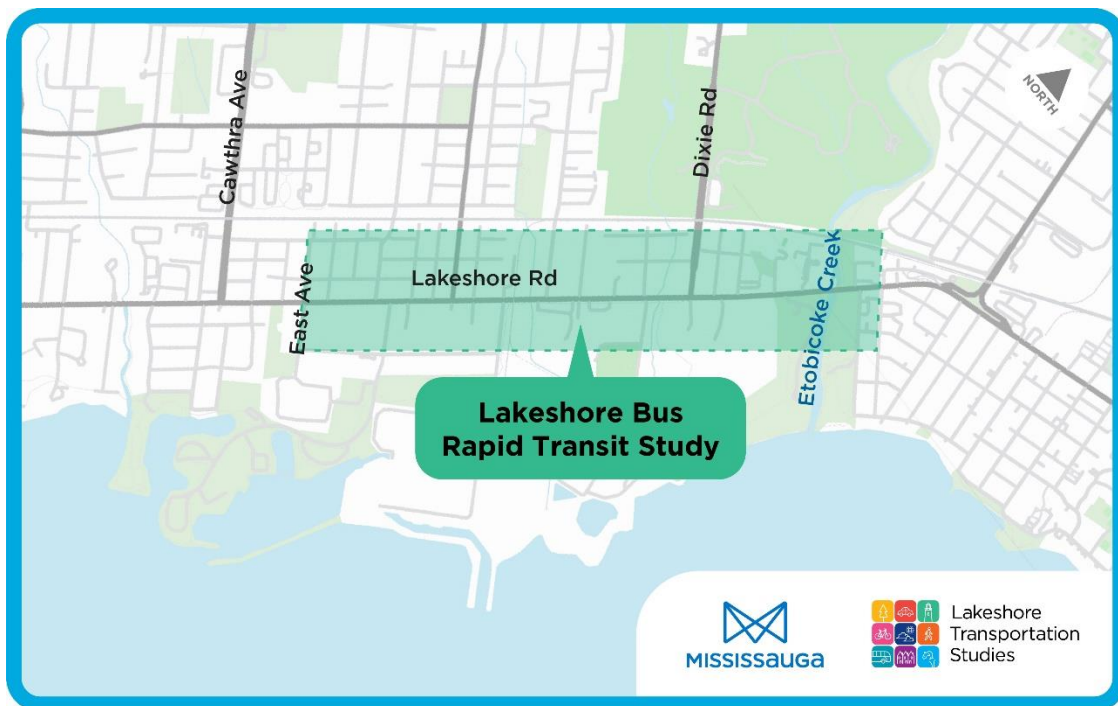 Cawthra Ave
Dixie Rd
NORTH
East Ave
Lakeshore Rd
Etobicoke Creek
Lakeshore Bus
Rapid Transit Study
MISSISSauGa
Lakeshore
Transportation
Studies